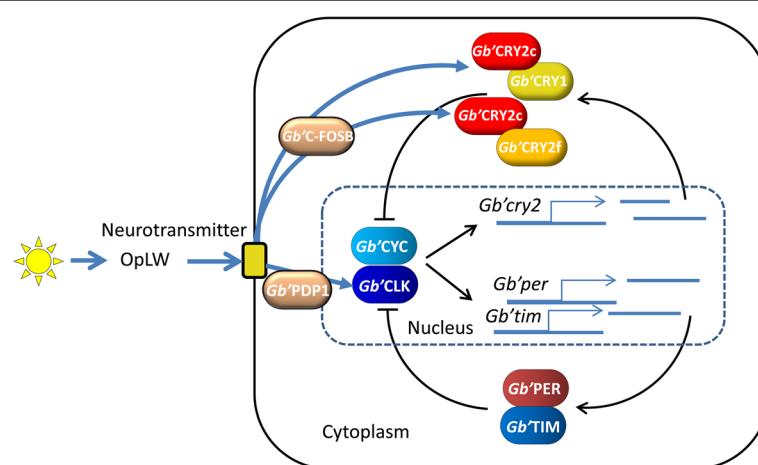 Gb'CRY2c
Gb'CRY1
Gb'CRY2c
Gb'C-FOSB
Gb'CRY2f
Gb'cry2
Neurotransmitter
OpLW
Gb'CYC
Gb'CLK
Gb'PDP1
Gb'per
Gb'tim
Nucleus
Gb'PER
Gb'TIM
Cytoplasm